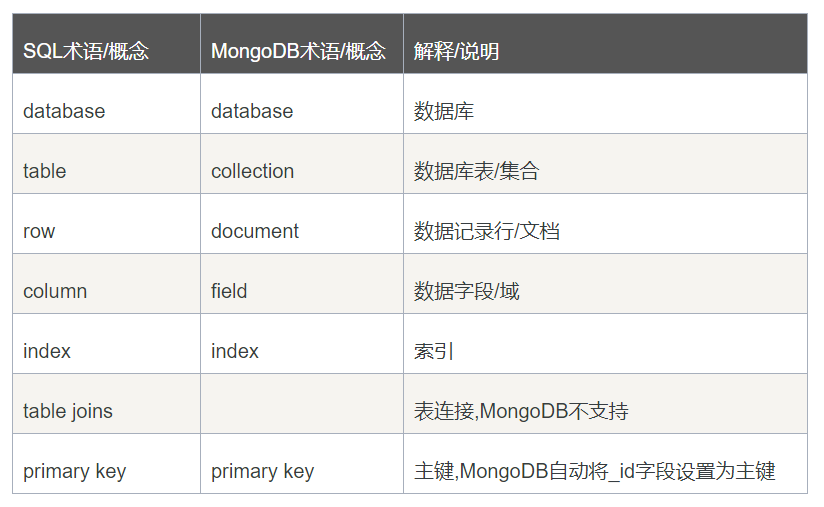 SQL术语/概念 MongoDB术语/概念 解释/说明
database database 数据库
table collection 数据库表/集合
row document 数据记录行/文档
column field 数据字段/域
index index 索引
table joins 表连接,MongoDB不支持
primary key primary key 主键,MongoDB自动将_id字段设置为主键